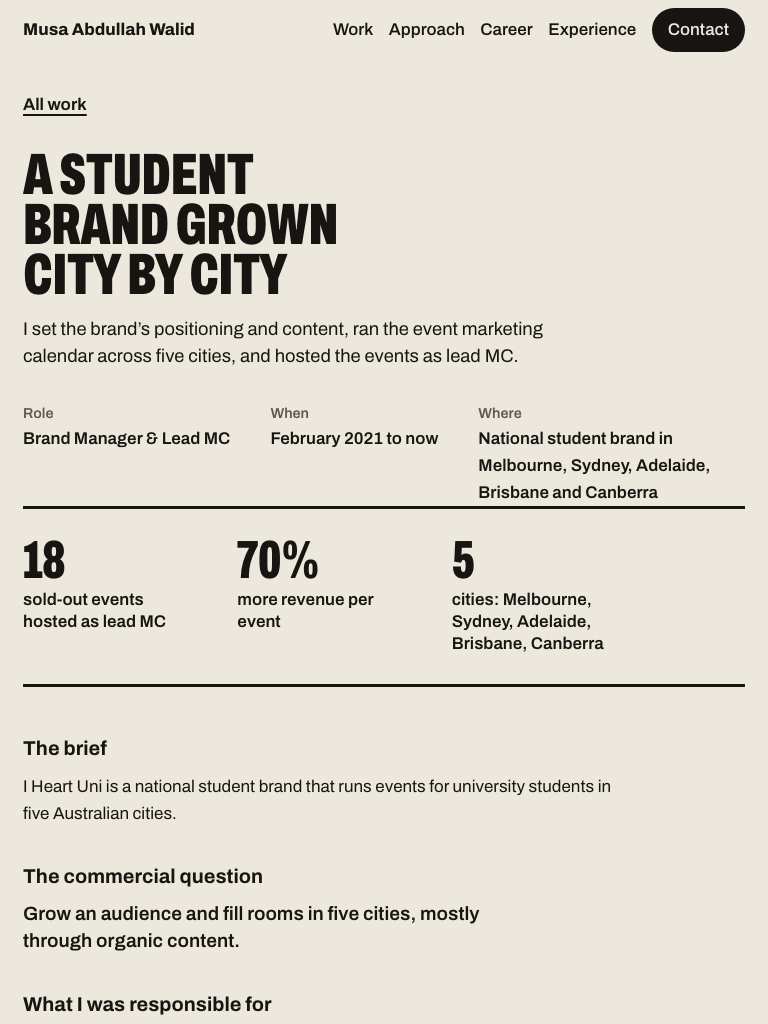 Musa Abdullah Walid
Work Approach Career Experience Contact
All work
A STUDENT
BRAND GROWN
CITY BY CITY
I set the brand’s positioning and content, ran the event marketing
calendar across five cities, and hosted the events as lead MC.
Role
Brand Manager & Lead MC
When
February 2021 to now
Where
National student brand in
Melbourne, Sydney, Adelaide,
Brisbane and Canberra
18
sold-out events
hosted as lead MC
70%
more revenue per
event
5
cities: Melbourne,
Sydney, Adelaide,
Brisbane, Canberra
The brief
I Heart Uni is a national student brand that runs events for university students in
five Australian cities.
The commercial question
Grow an audience and fill rooms in five cities, mostly
through organic content.
What I was responsible for